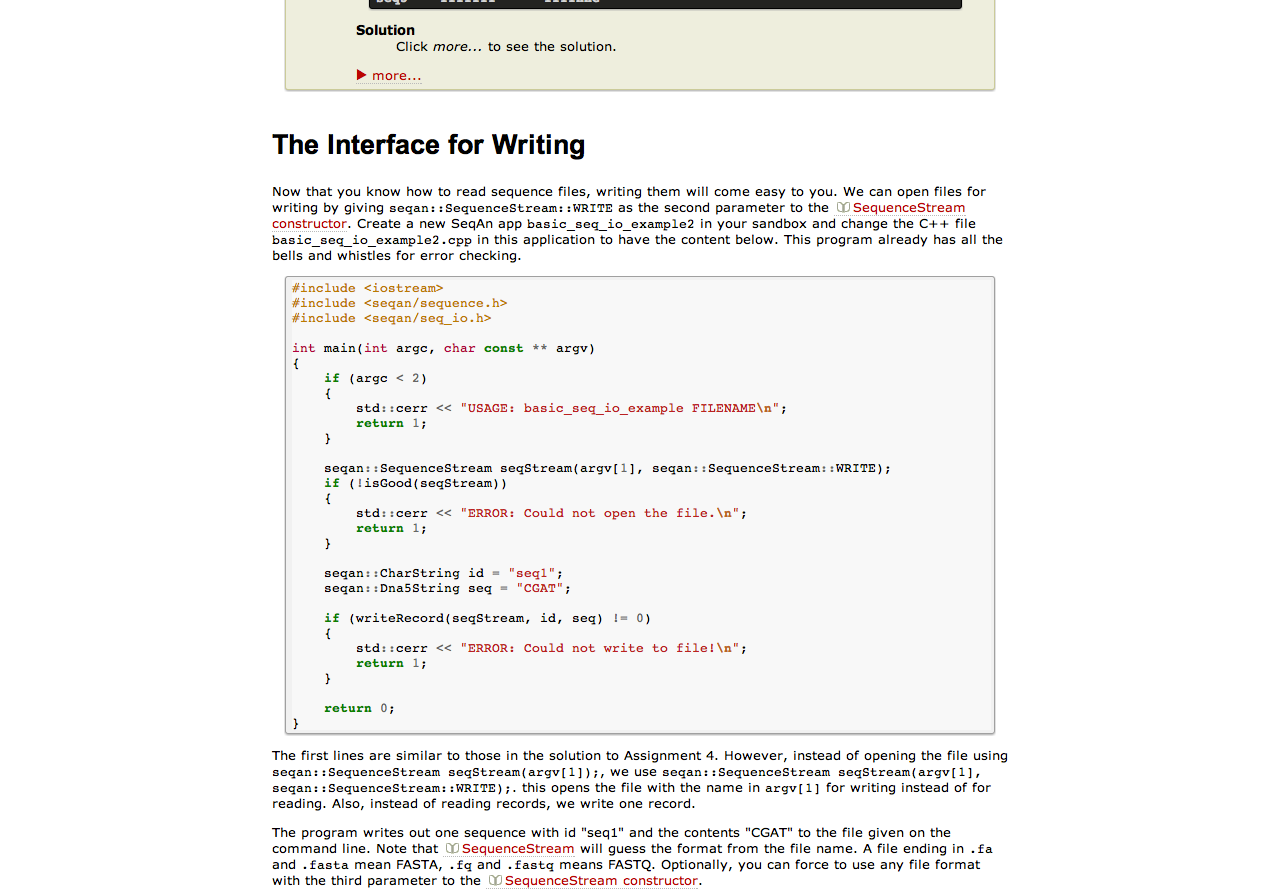 Solution
Click more... to see the solution.
more...
The Interface for Writing
Now that you know how to read sequence files, writing them will come easy to you. We can open files for
writing by giving seqan::SequenceStream::WRITE as the second parameter to the SequenceStream
constructor. Create a new SeqAn app basic_seq_io_example2 in your sandbox and change the C++ file
basic_seq_io_example2.cpp in this application to have the content below. This program already has all the
bells and whistles for error checking.
#include <iostream>
#include <seqan/sequence.h>
#include <seqan/seq_io.h>
int main(int argc, char const ** argv)
{
    if (argc < 2)
    {
        std::cerr << "USAGE: basic_seq_io_example FILENAME\n";
        return 1;
    }
    seqan::SequenceStream seqStream(argv[1], seqan::SequenceStream::WRITE);
    if (!isGood(seqStream))
    {
        std::cerr << "ERROR: Could not open the file.\n";
        return 1;
    }
    seqan::CharString id = "seq1";
    seqan::Dna5String seq = "CGAT";
    if (writeRecord(seqStream, id, seq) != 0)
    {
        std::cerr << "ERROR: Could not write to file!\n";
        return 1;
    }
    return 0;
}
The first lines are similar to those in the solution to Assignment 4. However, instead of opening the file using
seqan::SequenceStream seqStream(argv[1]);, we use seqan::SequenceStream seqStream(argv[1],
seqan::SequenceStream::WRITE);. this opens the file with the name in argv[1] for writing instead of for
reading. Also, instead of reading records, we write one record.
The program writes out one sequence with id "seq1" and the contents "CGAT" to the file given on the
command line. Note that SequenceStream will guess the format from the file name. A file ending in .fa
and .fasta mean FASTA, .fq and .fastq means FASTQ. Optionally, you can force to use any file format
with the third parameter to the SequenceStream constructor.